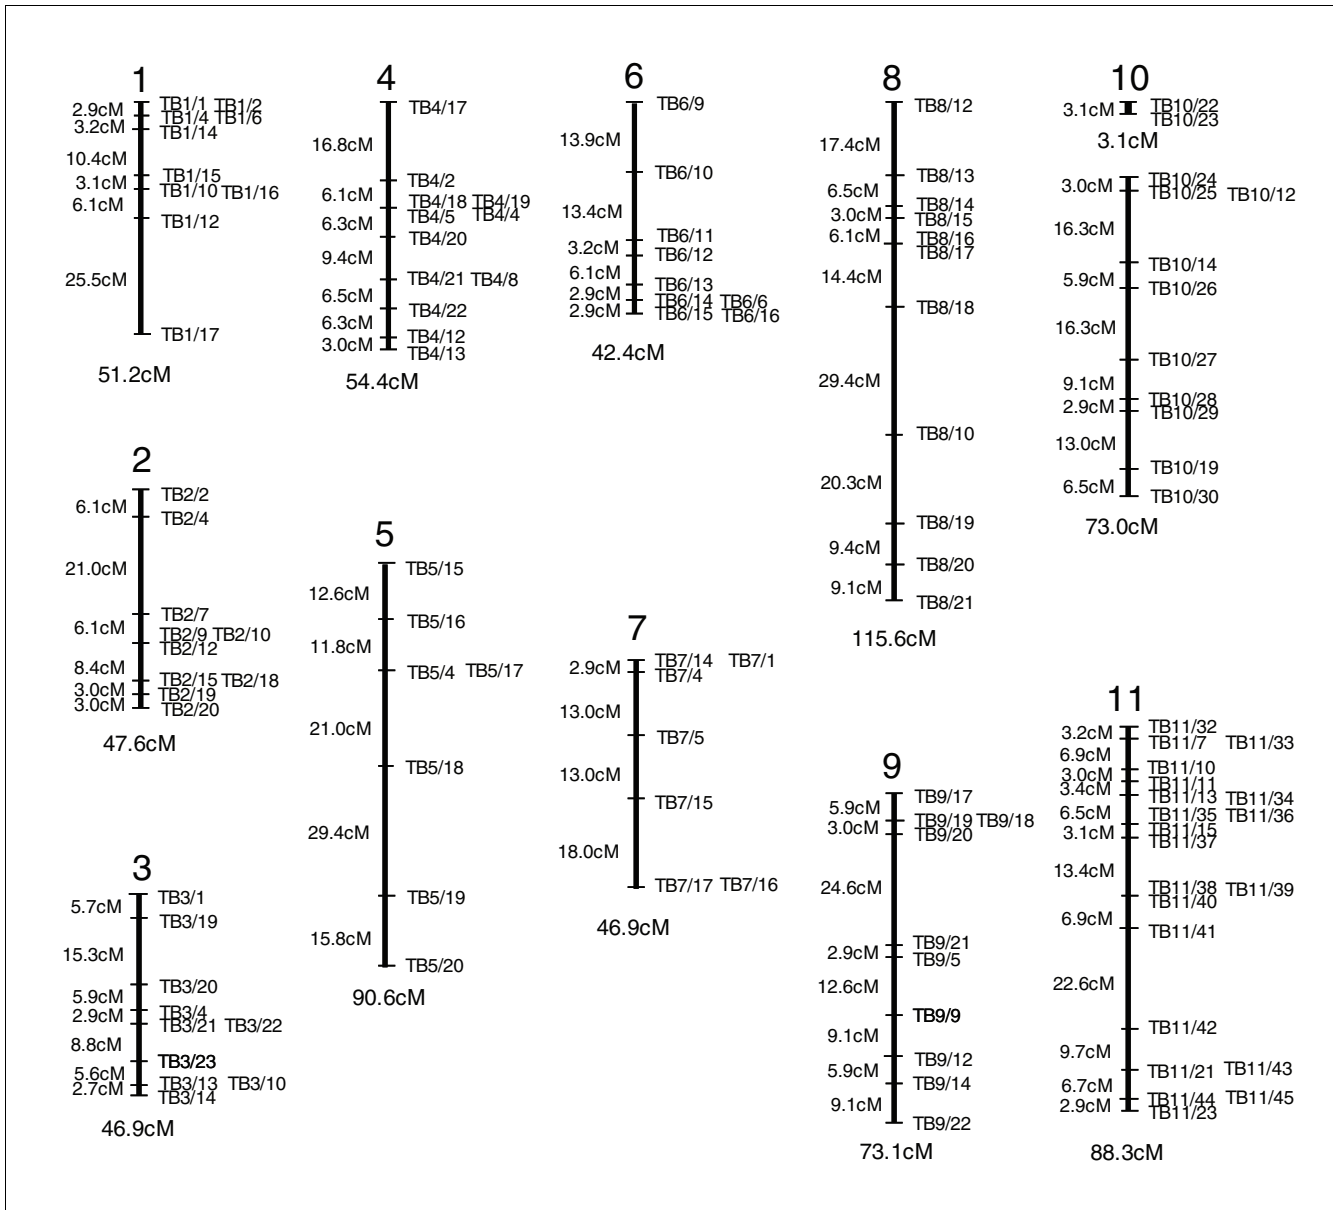 1
2.9cM TB1/1 TB1/2
3.2cM TB1/4 TB1/6
TB1/14
10.4cM
3.1cM TB1/15
6.1cM TB1/10 TB1/16
TB1/12
25.5cM
TB1/17
51.2cM
2
TB2/2
6.1cM
TB2/4
21.0cM
TB2/7
6.1cM TB2/9 TB2/10
TB2/12
8.4cM
TB2/15 TB2/18
3.0cM TB2/19
3.0cM TB2/20
47.6cM
3
TB3/1
5.7cM
TB3/19
15.3cM
TB3/20
5.9cM
2.9cM TB3/4
TB3/21 TB3/22
8.8cM
TB3/23
5.6cM
2.7cM TB3/13 TB3/10
TB3/14
46.9cM
4
TB4/17
16.8cM
TB4/2
6.1cM
TB4/18 TB4/19
TB4/5 TB4/4
6.3cM
TB4/20
9.4cM
TB4/21 TB4/8
6.5cM
TB4/22
6.3cM
TB4/12
3.0cM
TB4/13
54.4cM
5
TB5/15
12.6cM
TB5/16
11.8cM
TB5/4 TB5/17
21.0cM
TB5/18
29.4cM
TB5/19
15.8cM
TB5/20
90.6cM
6
TB6/9
13.9cM
TB6/10
13.4cM
TB6/11
3.2cM
TB6/12
6.1cM
TB6/13
2.9cM
TB6/14 TB6/6
2.9cM
TB6/15 TB6/16
42.4cM
7
TB7/14 TB7/1
2.9cM
TB7/4
13.0cM
TB7/5
13.0cM
TB7/15
18.0cM
TB7/17 TB7/16
46.9cM
8
TB8/12
17.4cM
TB8/13
6.5cM
TB8/14
3.0cM
TB8/15
6.1cM
TB8/16
TB8/17
14.4cM
TB8/18
29.4cM
TB8/10
20.3cM
TB8/19
9.4cM
TB8/20
9.1cM
TB8/21
115.6cM
9
TB9/17
5.9cM
TB9/19 TB9/18
3.0cM
TB9/20
24.6cM
TB9/21
2.9cM
TB9/5
12.6cM
TB9/9
9.1cM
TB9/12
5.9cM
TB9/14
9.1cM
TB9/22
73.1cM
10
TB10/22
3.1cM
TB10/23
3.1cM
TB10/24
3.0cM
TB10/25 TB10/12
16.3cM
TB10/14
5.9cM
TB10/26
16.3cM
TB10/27
9.1cM
TB10/28
2.9cM
TB10/29
13.0cM
TB10/19
6.5cM
TB10/30
73.0cM
11
TB11/32
3.2cM
TB11/7 TB11/33
6.9cM
TB11/10
3.0cM
TB11/11
3.4cM
TB11/13 TB11/34
6.5cM
TB11/35 TB11/36
TB11/15
3.1cM
TB11/37
13.4cM
TB11/38 TB11/39
TB11/40
6.9cM
TB11/41
22.6cM
TB11/42
9.7cM
TB11/21 TB11/43
6.7cM
TB11/44 TB11/45
2.9cM
TB11/23
88.3cM